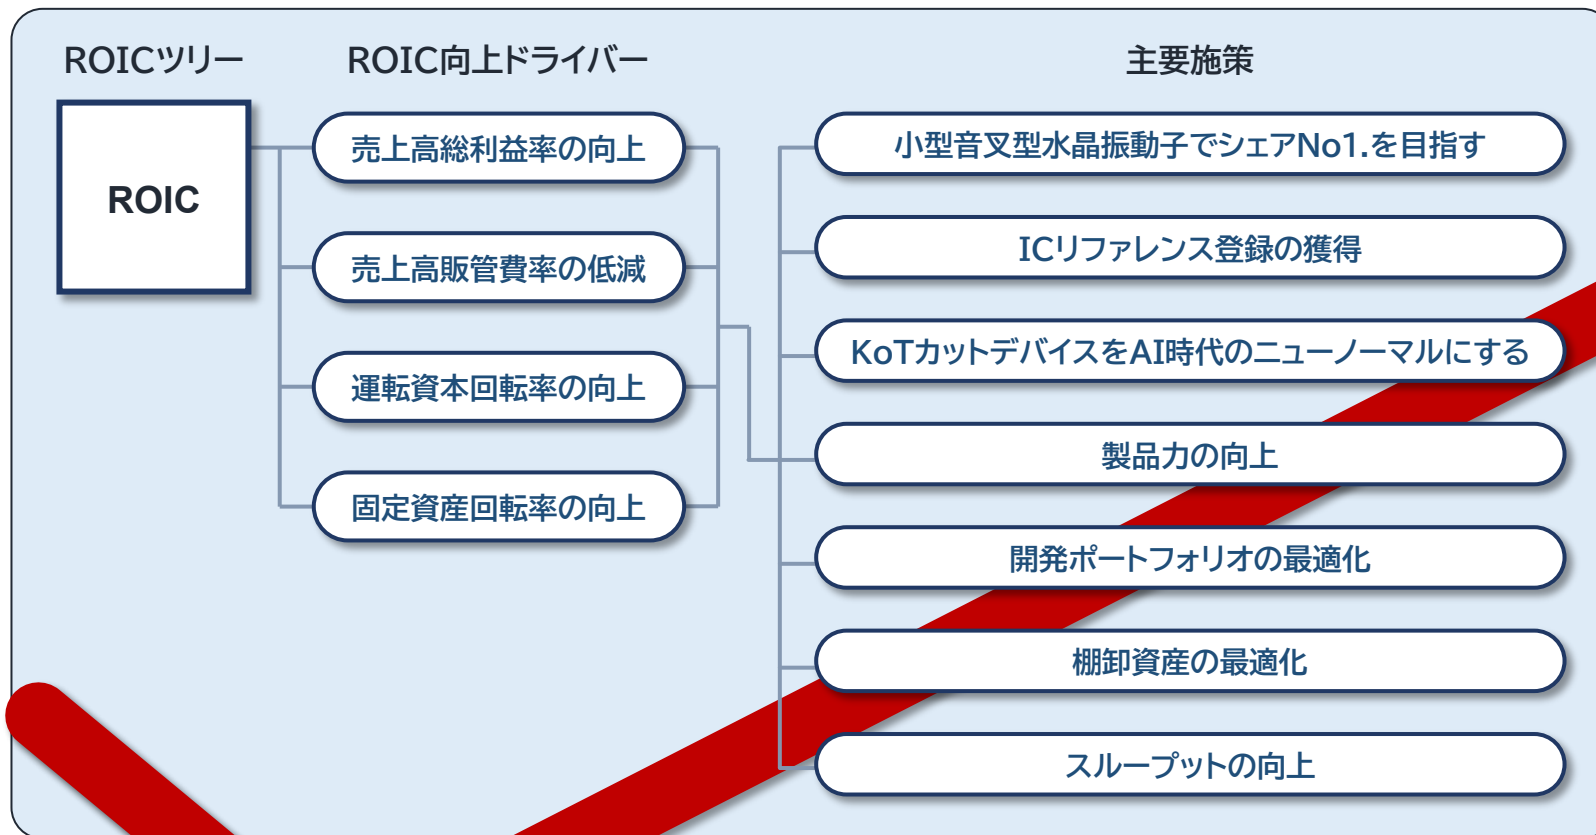 ROICツリー
ROIC向上ドライバー
主要施策
ROIC
売上高総利益率の向上
売上高販管費率の低減
運転資本回転率の向上
固定資産回転率の向上
小型音叉型水晶振動子でシェアNo1.を目指す
ICリファレンス登録の獲得
KoTカットデバイスをAI時代のニューノーマルにする
製品力の向上
開発ポートフォリオの最適化
棚卸資産の最適化
スループットの向上